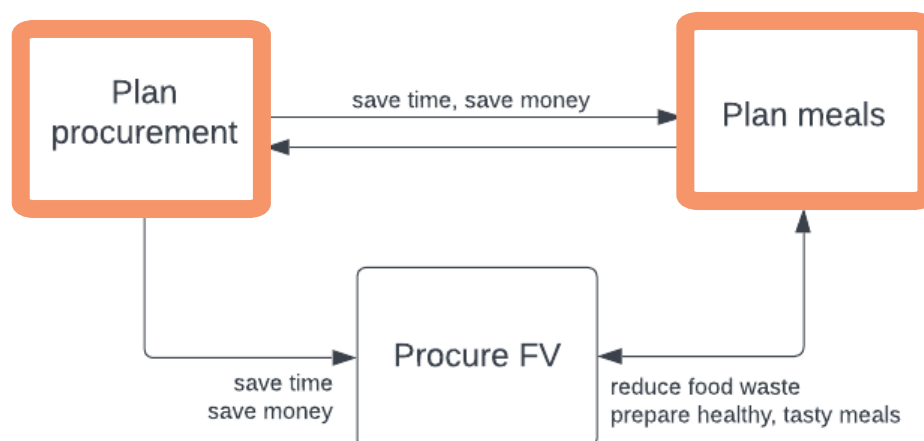 Plan
procurement
save time, save money
Plan meals
Procure FV
save time
save money
reduce food waste
prepare healthy, tasty meals